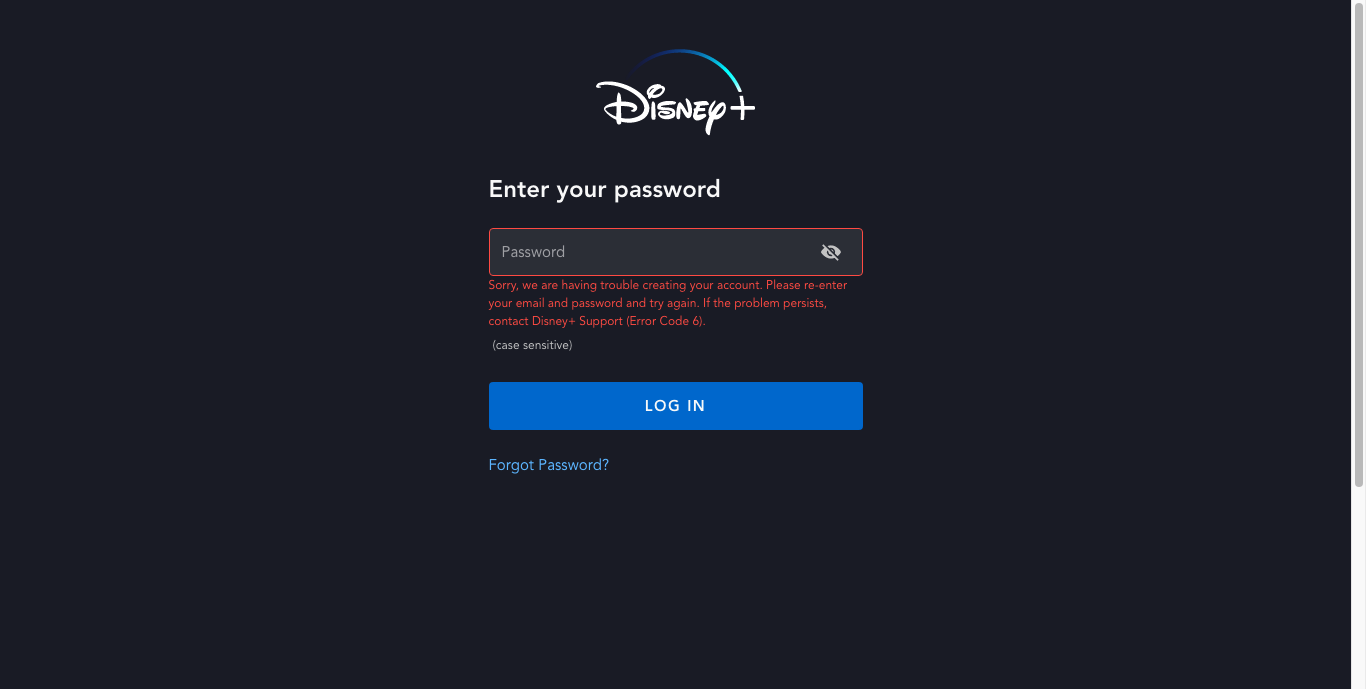 Disney+
Enter your password
Password
Sorry, we are having trouble creating your account. Please re-enter
your email and password and try again. If the problem persists,
contact Disney+ Support (Error Code 6).
(case sensitive)
LOG IN
Forgot Password?